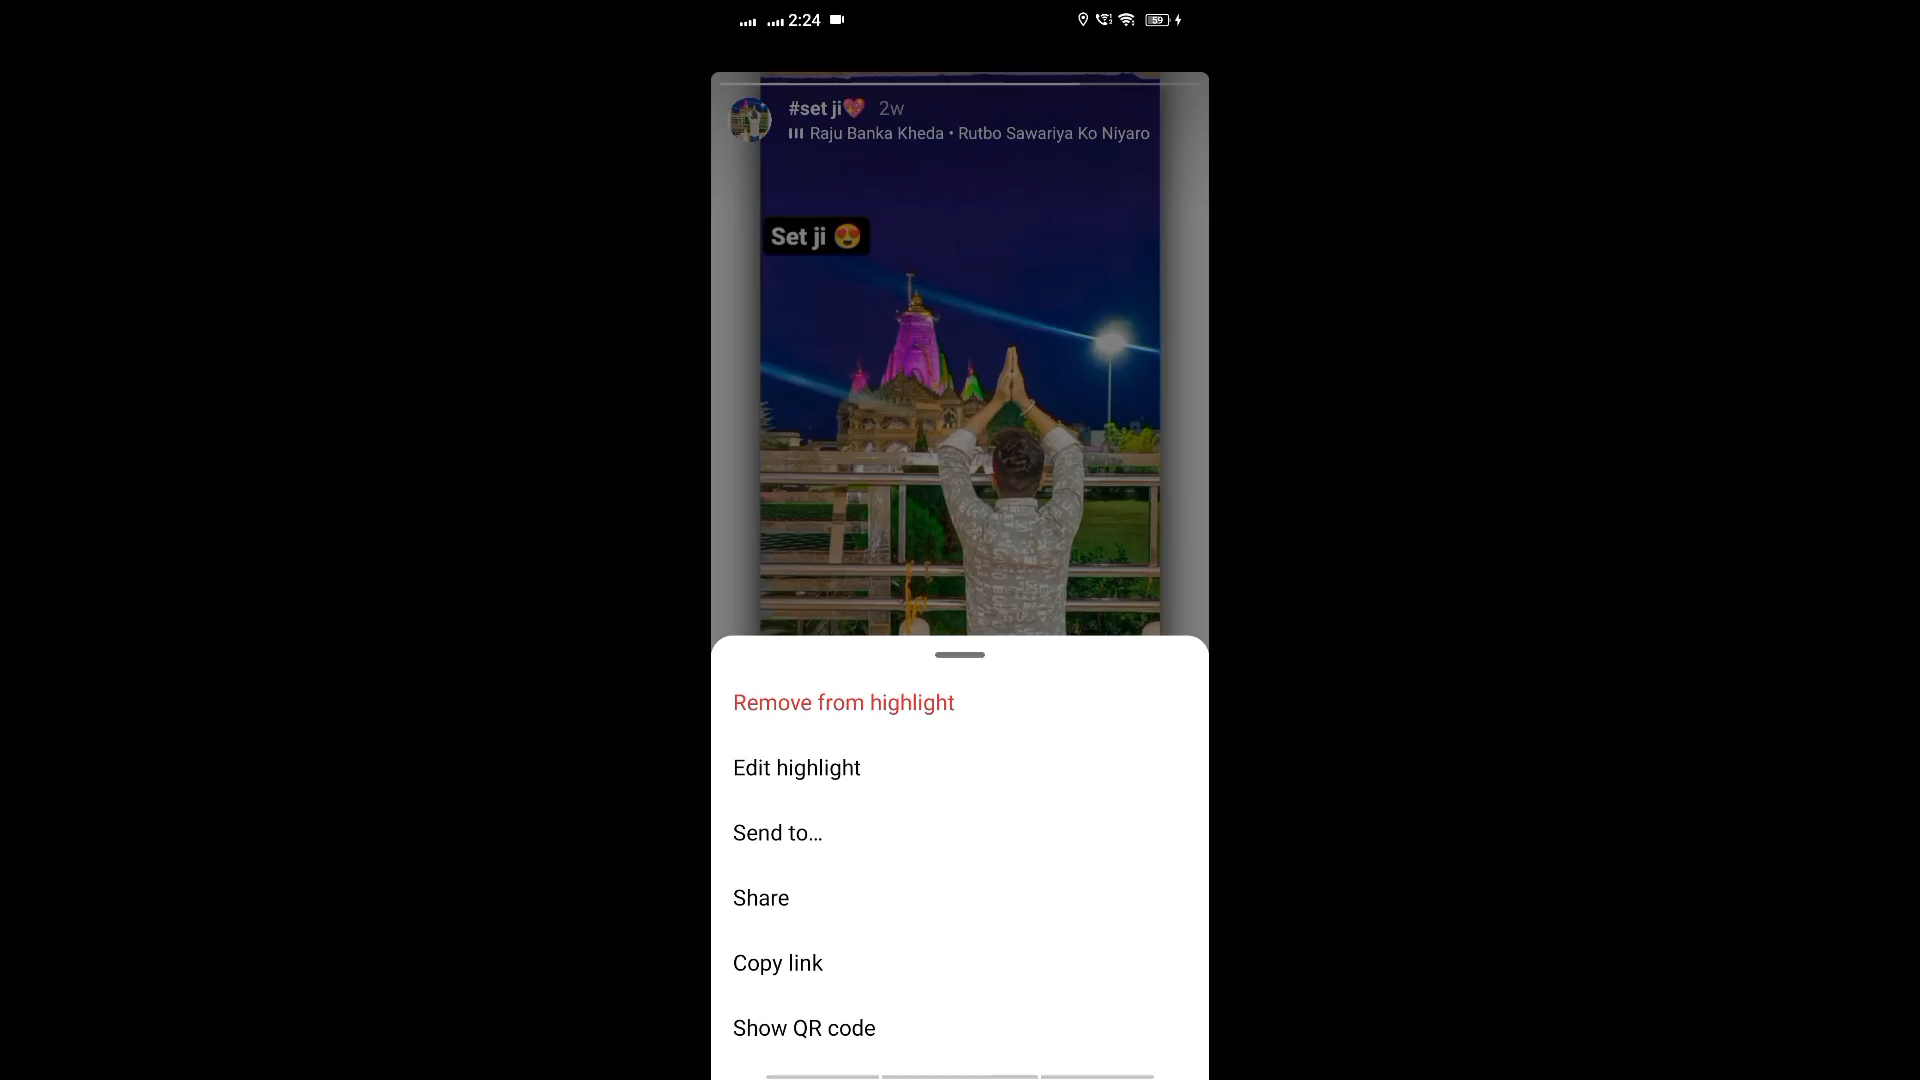 2:24
59
#set ji💖 2w
Raju Banka Kheda • Rutbo Sawariya Ko Niyaro
Set ji 😍
Remove from highlight
Edit highlight
Send to...
Share
Copy link
Show QR code